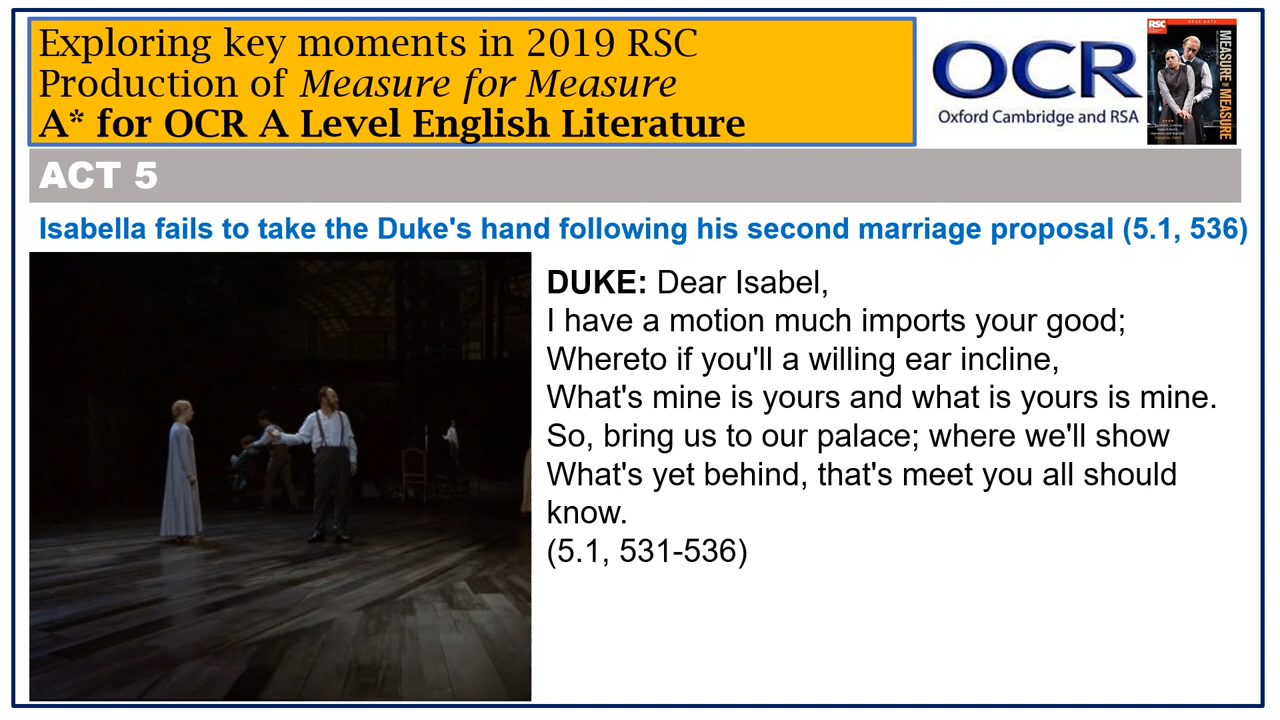 Exploring key moments in 2019 RSC
Production of Measure for Measure
A* for OCR A Level English Literature
OCR
Oxford Cambridge and RSA
RSC
OPUS ARTE
MEASURE FOR MEASURE
ACT 5
Isabella fails to take the Duke's hand following his second marriage proposal (5.1, 536)
DUKE: Dear Isabel,
I have a motion much imports your good;
Whereto if you'll a willing ear incline,
What's mine is yours and what is yours is mine.
So, bring us to our palace; where we'll show
What's yet behind, that's meet you all should
know.
(5.1, 531-536)